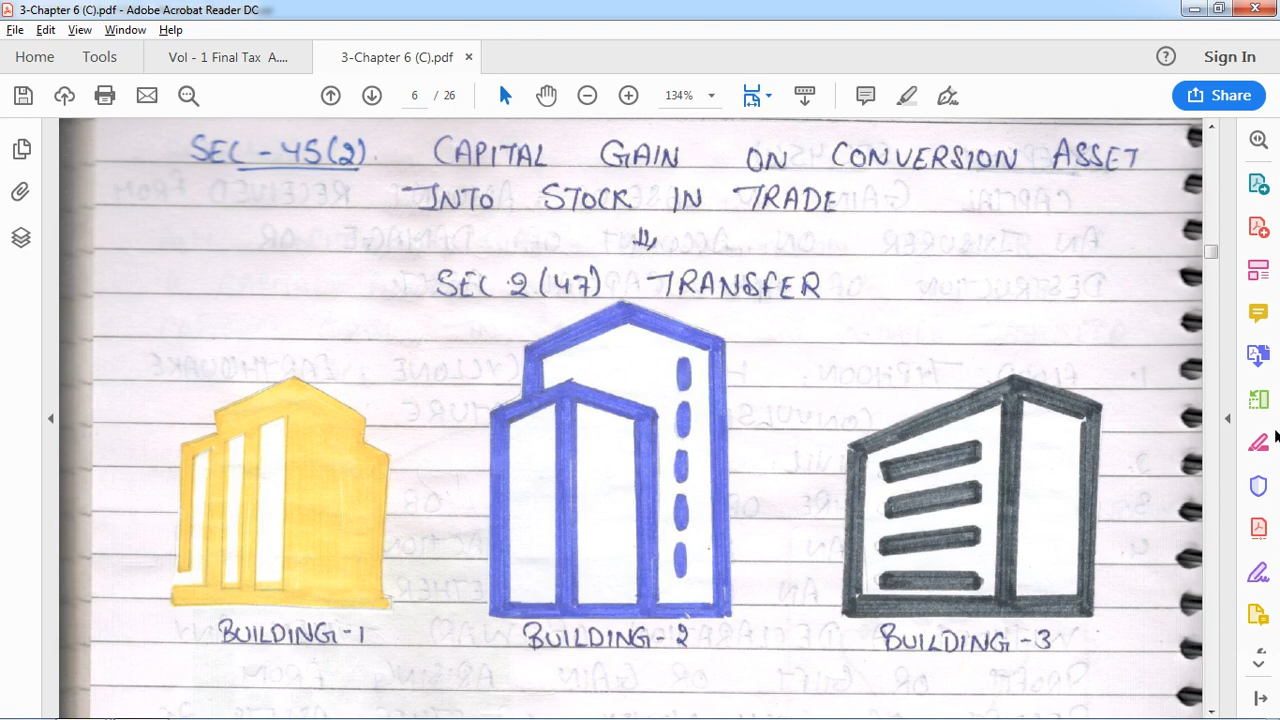 3-Chapter 6 (C).pdf - Adobe Acrobat Reader DC
File Edit View Window Help
Home Tools Vol - 1 Final Tax A.... 3-Chapter 6 (C).pdf × Sign In
6 / 26 134% Share
SEC - 45(2). CAPITAL GAIN ON CONVERSION ASSET
INTO STOCK IN TRADE
SEC 2(47) TRANSFER
BUILDING-1 BUILDING-2 BUILDING-3